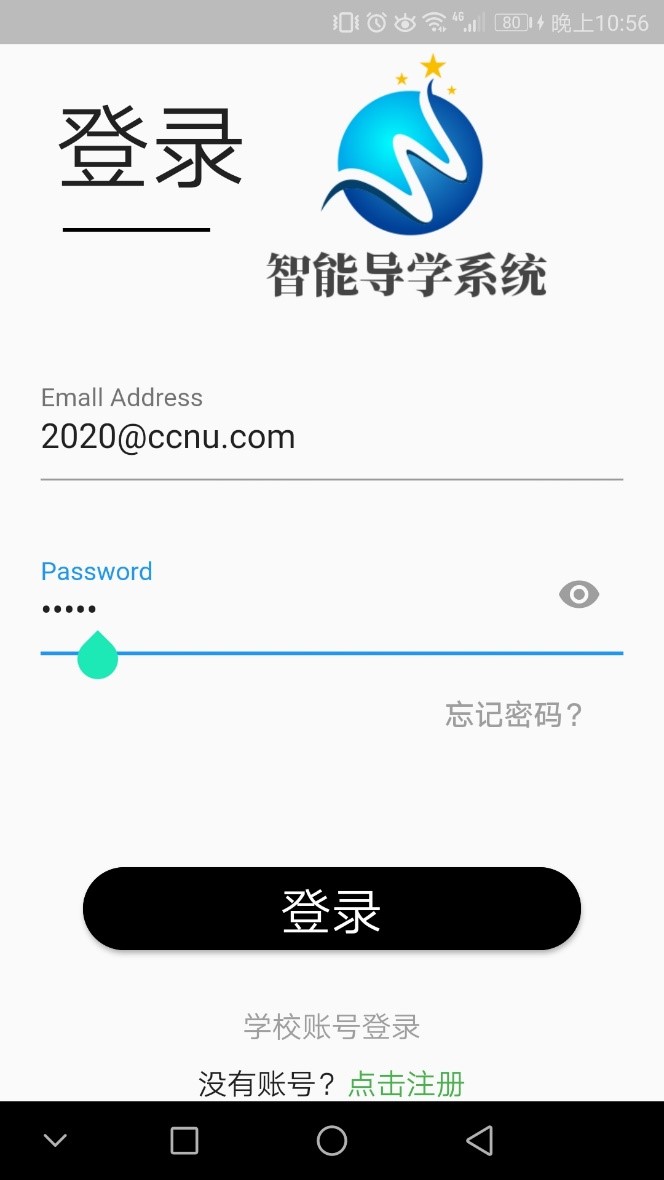 4G 80 晚上10:56
登录
智能导学系统
Emall Address
2020@ccnu.com
Password
•••••
忘记密码?
登录
学校账号登录
没有账号? 点击注册